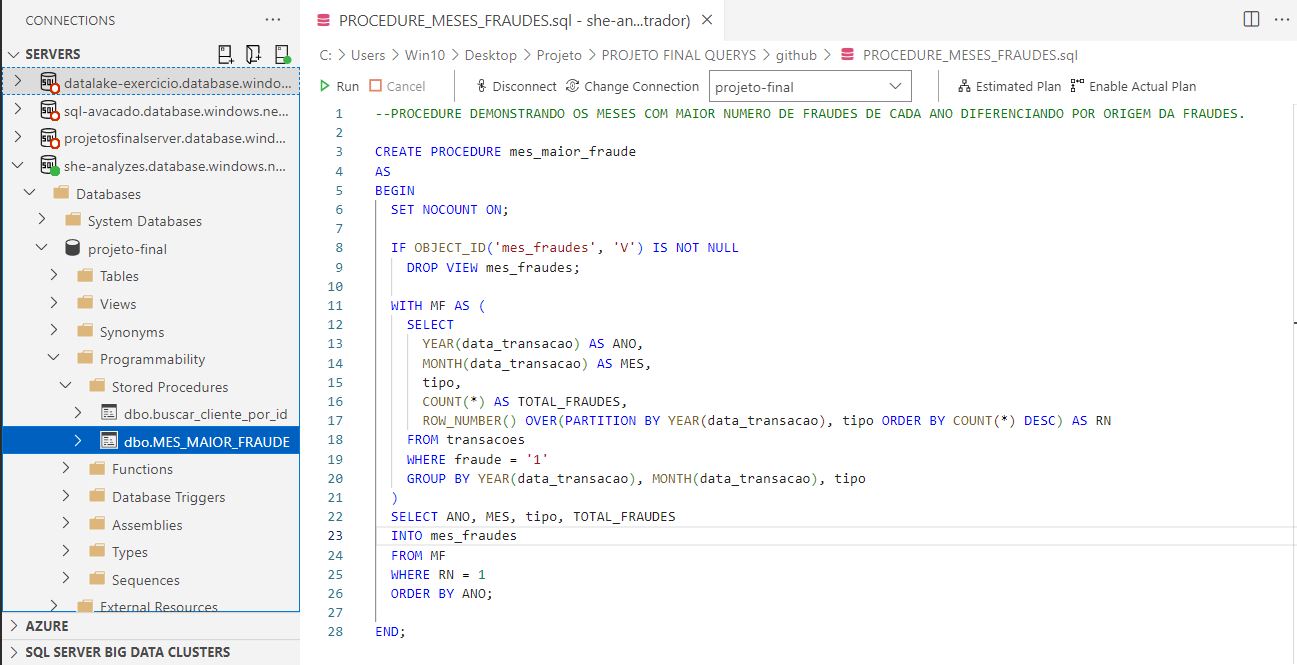 CONNECTIONS ···
SERVERS
datalake-exercicio.database.windo...
sql-avacado.database.windows.ne...
projetosfinalserver.database.wind...
she-analyzes.database.windows.n...
Databases
System Databases
projeto-final
Tables
Views
Synonyms
Programmability
Stored Procedures
dbo.buscar_cliente_por_id
dbo.MES_MAIOR_FRAUDE
Functions
Database Triggers
Assemblies
Types
Sequences
External Resources
AZURE
SQL SERVER BIG DATA CLUSTERS
PROCEDURE_MESES_FRAUDES.sql - she-an...trador)
C: > Users > Win10 > Desktop > Projeto > PROJETO FINAL QUERYS > github > PROCEDURE_MESES_FRAUDES.sql
Run Cancel Disconnect Change Connection projeto-final Estimated Plan Enable Actual Plan
1 --PROCEDURE DEMONSTRANDO OS MESES COM MAIOR NUMERO DE FRAUDES DE CADA ANO DIFERENCIANDO POR ORIGEM DA FRAUDES.
2
3 CREATE PROCEDURE mes_maior_fraude
4 AS
5 BEGIN
6 SET NOCOUNT ON;
7
8 IF OBJECT_ID('mes_fraudes', 'V') IS NOT NULL
9 DROP VIEW mes_fraudes;
10
11 WITH MF AS (
12 SELECT
13 YEAR(data_transacao) AS ANO,
14 MONTH(data_transacao) AS MES,
15 tipo,
16 COUNT(*) AS TOTAL_FRAUDES,
17 ROW_NUMBER() OVER(PARTITION BY YEAR(data_transacao), tipo ORDER BY COUNT(*) DESC) AS RN
18 FROM transacoes
19 WHERE fraude = '1'
20 GROUP BY YEAR(data_transacao), MONTH(data_transacao), tipo
21 )
22 SELECT ANO, MES, tipo, TOTAL_FRAUDES
23 INTO mes_fraudes
24 FROM MF
25 WHERE RN = 1
26 ORDER BY ANO;
27
28 END;